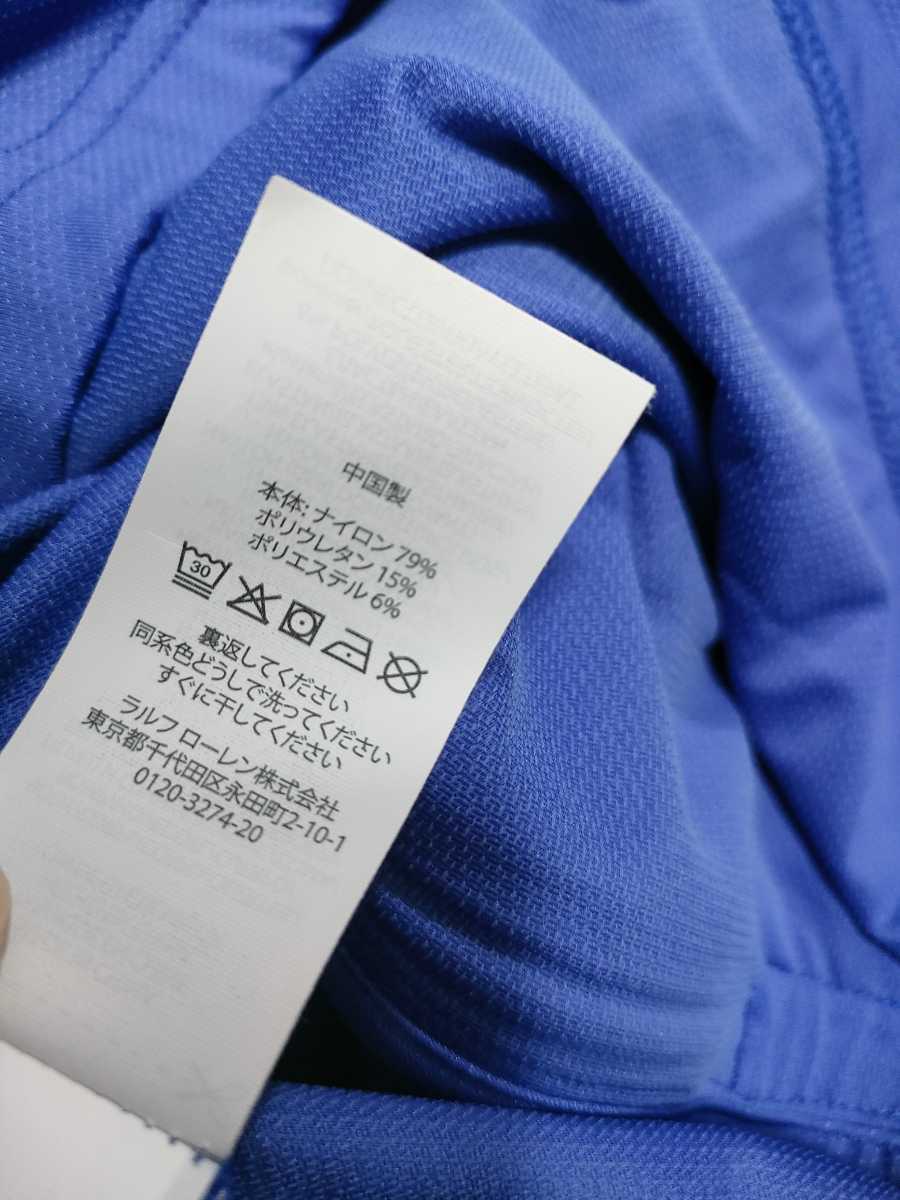 中国製
本体: ナイロン 79%
ポリウレタン 15%
ポリエステル 6%
30
裏返してください
同系色どうしで洗ってください
すぐに干してください
ラルフ ローレン株式会社
東京都千代田区永田町2-10-1
0120-3274-20